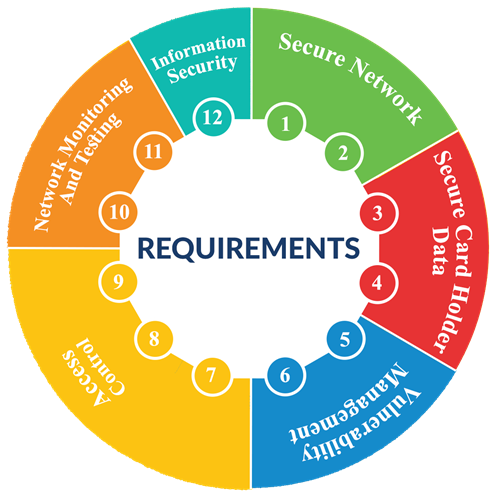 Information
Security
12
Secure Network
1
2
Secure Card Holder
Data
3
4
Vulnerability
Management
5
6
Access
Control
7
8
9
Network Monitoring
And Testing
10
11
REQUIREMENTS